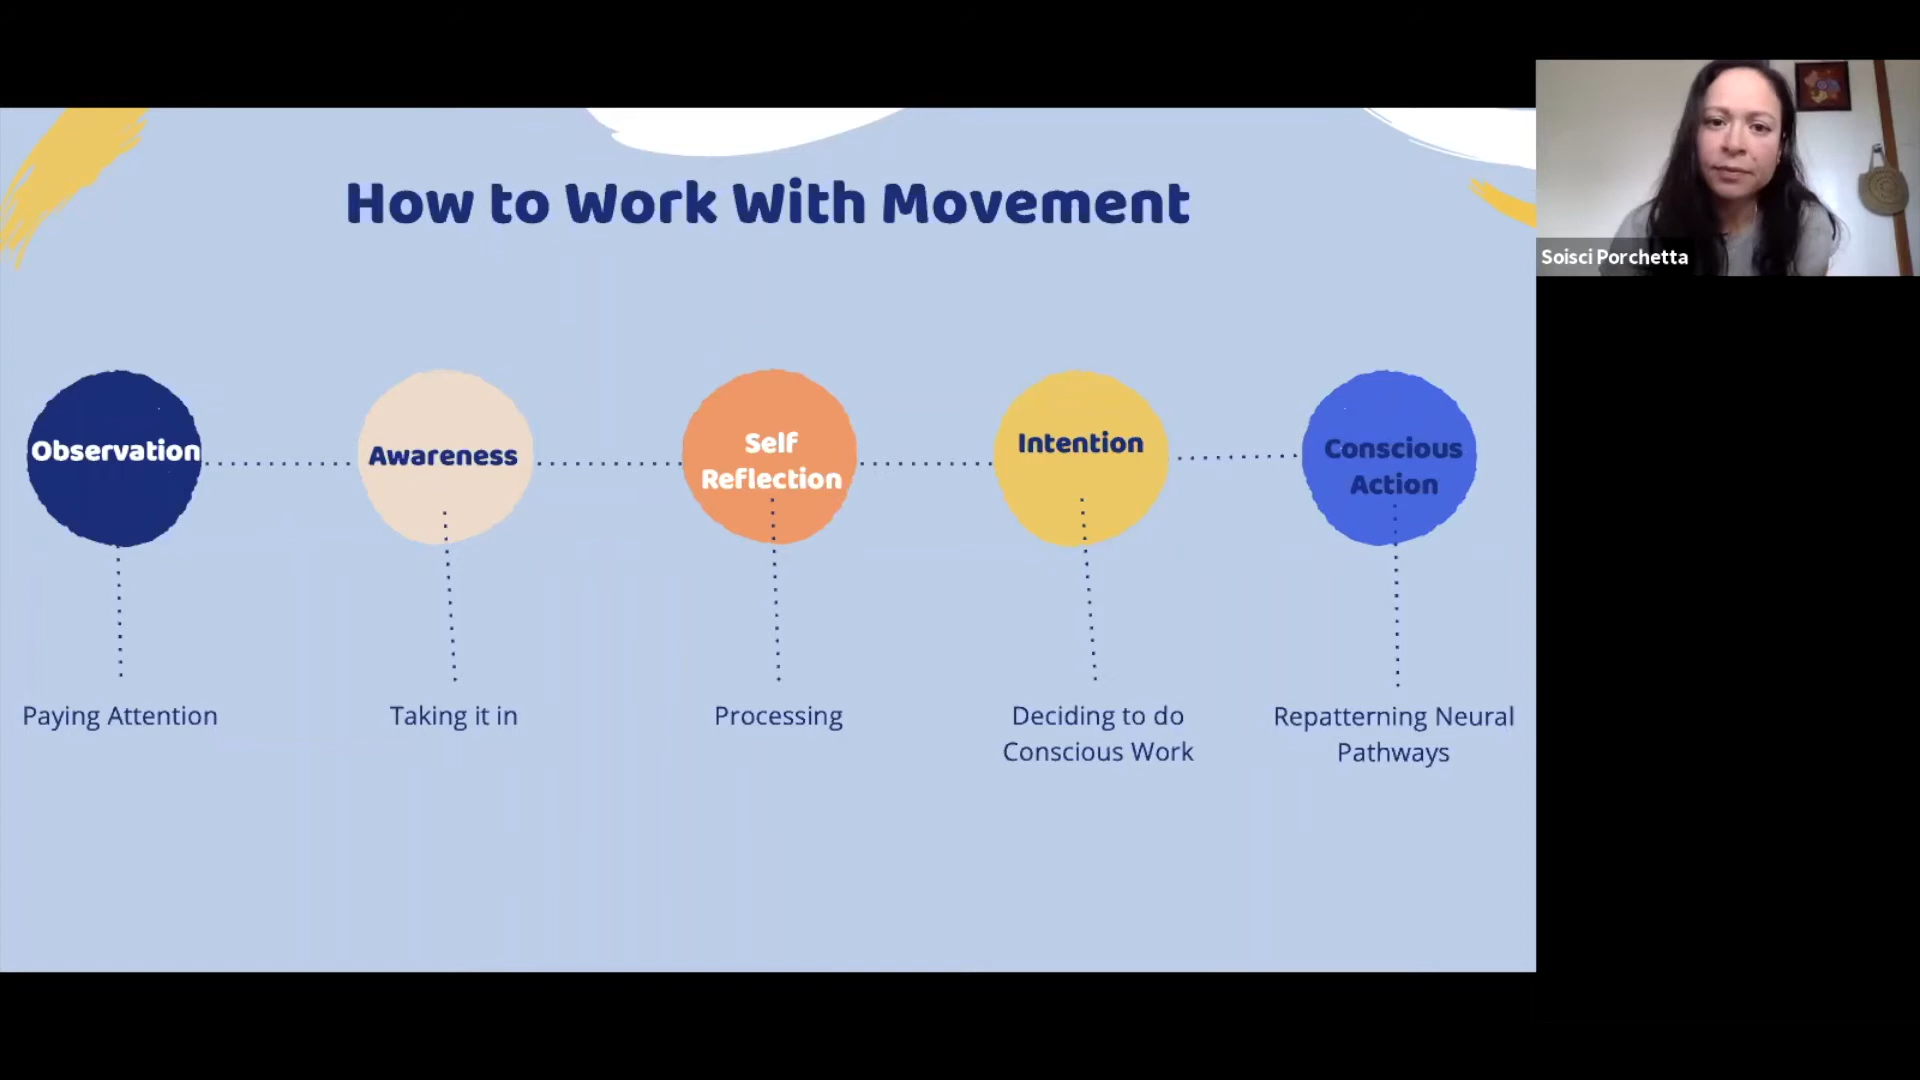 How to Work With Movement
Observation
Awareness
Self
Reflection
Intention
Conscious
Action
Paying Attention
Taking it in
Processing
Deciding to do
Conscious Work
Repatterning Neural
Pathways
Soisci Porchetta